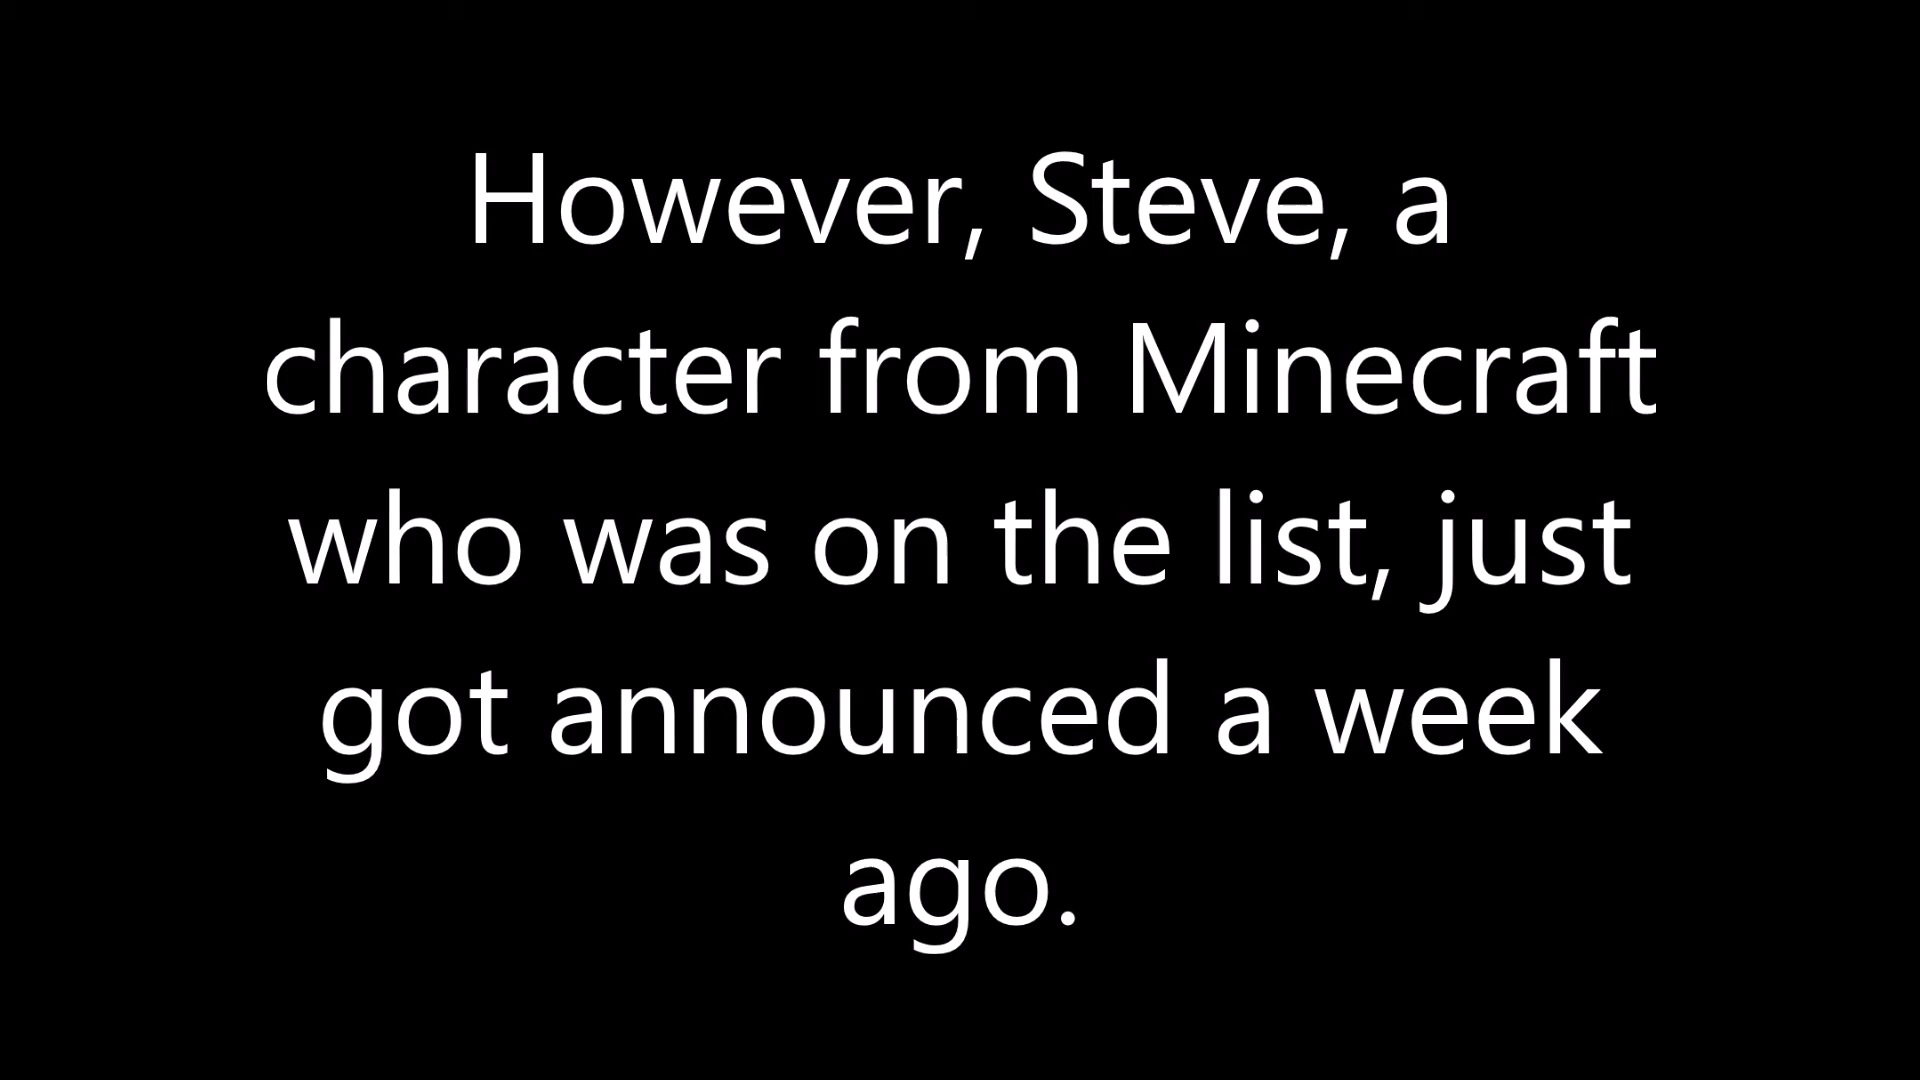 However, Steve, a
character from Minecraft
who was on the list, just
got announced a week
ago.